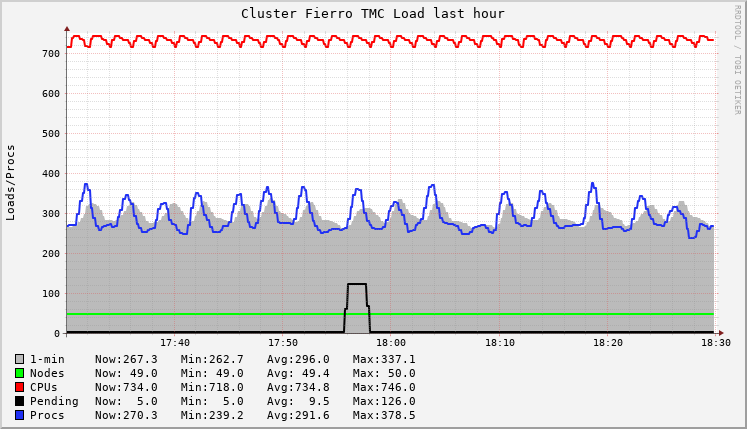 Cluster Fierro TMC Load last hour
RRDTOOL / TOBI OETIKER
Loads/Procs
700
600
500
400
300
200
100
0
17:40 17:50 18:00 18:10 18:20 18:30
1-min Now:267.3 Min:262.7 Avg:296.0 Max:337.1
Nodes Now: 49.0 Min: 49.0 Avg: 49.4 Max: 50.0
CPUs Now:734.0 Min:718.0 Avg:734.8 Max:746.0
Pending Now: 5.0 Min: 5.0 Avg: 9.5 Max:126.0
Procs Now:270.3 Min:239.2 Avg:291.6 Max:378.5